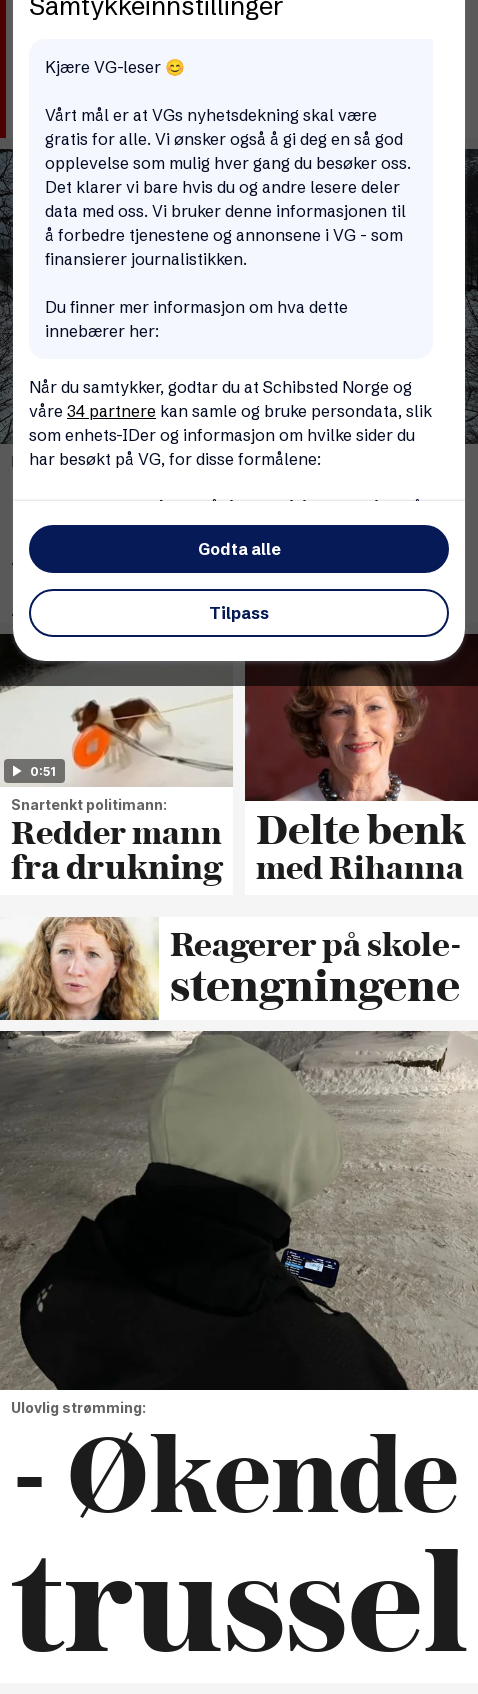 Samtykkeinnstillinger
Kjære VG-leser 😊
Vårt mål er at VGs nyhetsdekning skal være
gratis for alle. Vi ønsker også å gi deg en så god
opplevelse som mulig hver gang du besøker oss.
Det klarer vi bare hvis du og andre lesere deler
data med oss. Vi bruker denne informasjonen til
å forbedre tjenestene og annonsene i VG - som
finansierer journalistikken.
Du finner mer informasjon om hva dette
innebærer her:
Når du samtykker, godtar du at Schibsted Norge og
våre 34 partnere kan samle og bruke persondata, slik
som enhets-IDer og informasjon om hvilke sider du
har besøkt på VG, for disse formålene:
Godta alle
Tilpass
0:51
Snartenkt politimann:
Redder mann
fra drukning
Delte benk
med Rihanna
Reagerer på skole-
stengningene
Ulovlig strømming:
- Økende
trussel